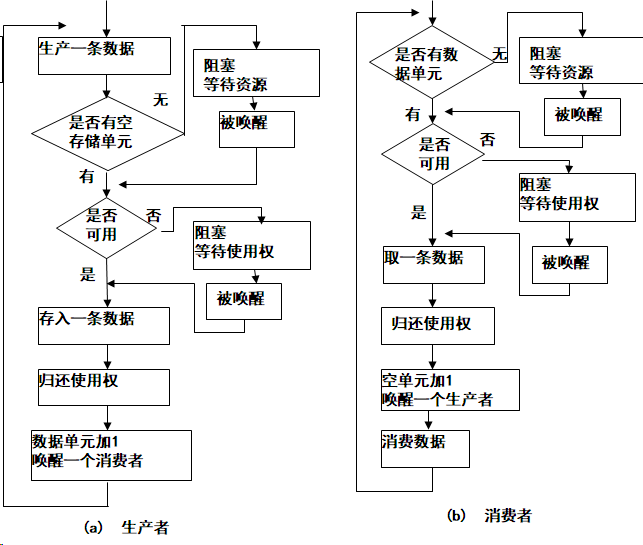 生产一条数据
无
阻塞
等待资源
是否有空
存储单元
被唤醒
有
是否
可用
否
阻塞
等待使用权
是
被唤醒
存入一条数据
归还使用权
数据单元加1
唤醒一个消费者
(a) 生产者
是否有数
据单元
无
阻塞
等待资源
有
被唤醒
是否
可用
否
阻塞
等待使用权
是
取一条数据
被唤醒
归还使用权
空单元加1
唤醒一个生产者
消费数据
(b) 消费者